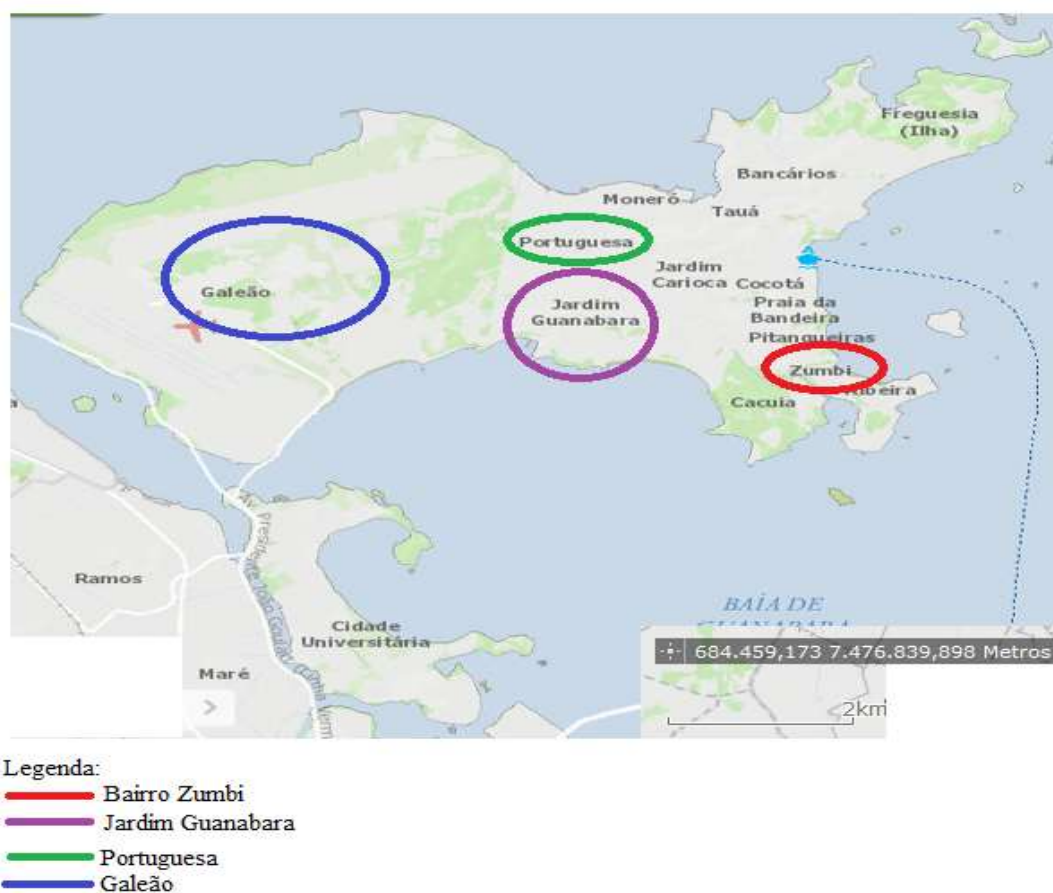 Freguesia
(Ilha)
Bancários
Moneró
Tauá
Portuguesa
Jardim
Carioca
Cocotá
Galeão
Jardim
Guanabara
Praia da
Bandeira
Pitangueiras
Zumbi
Ribeira
Cacuia
Ramos
Cidade
Universitária
Maré
BAÍA DE
GUANABARA
684.459,173 7.476.839,898 Metros
>
2km
Legenda:
Bairro Zumbi
Jardim Guanabara
Portuguesa
Galeão